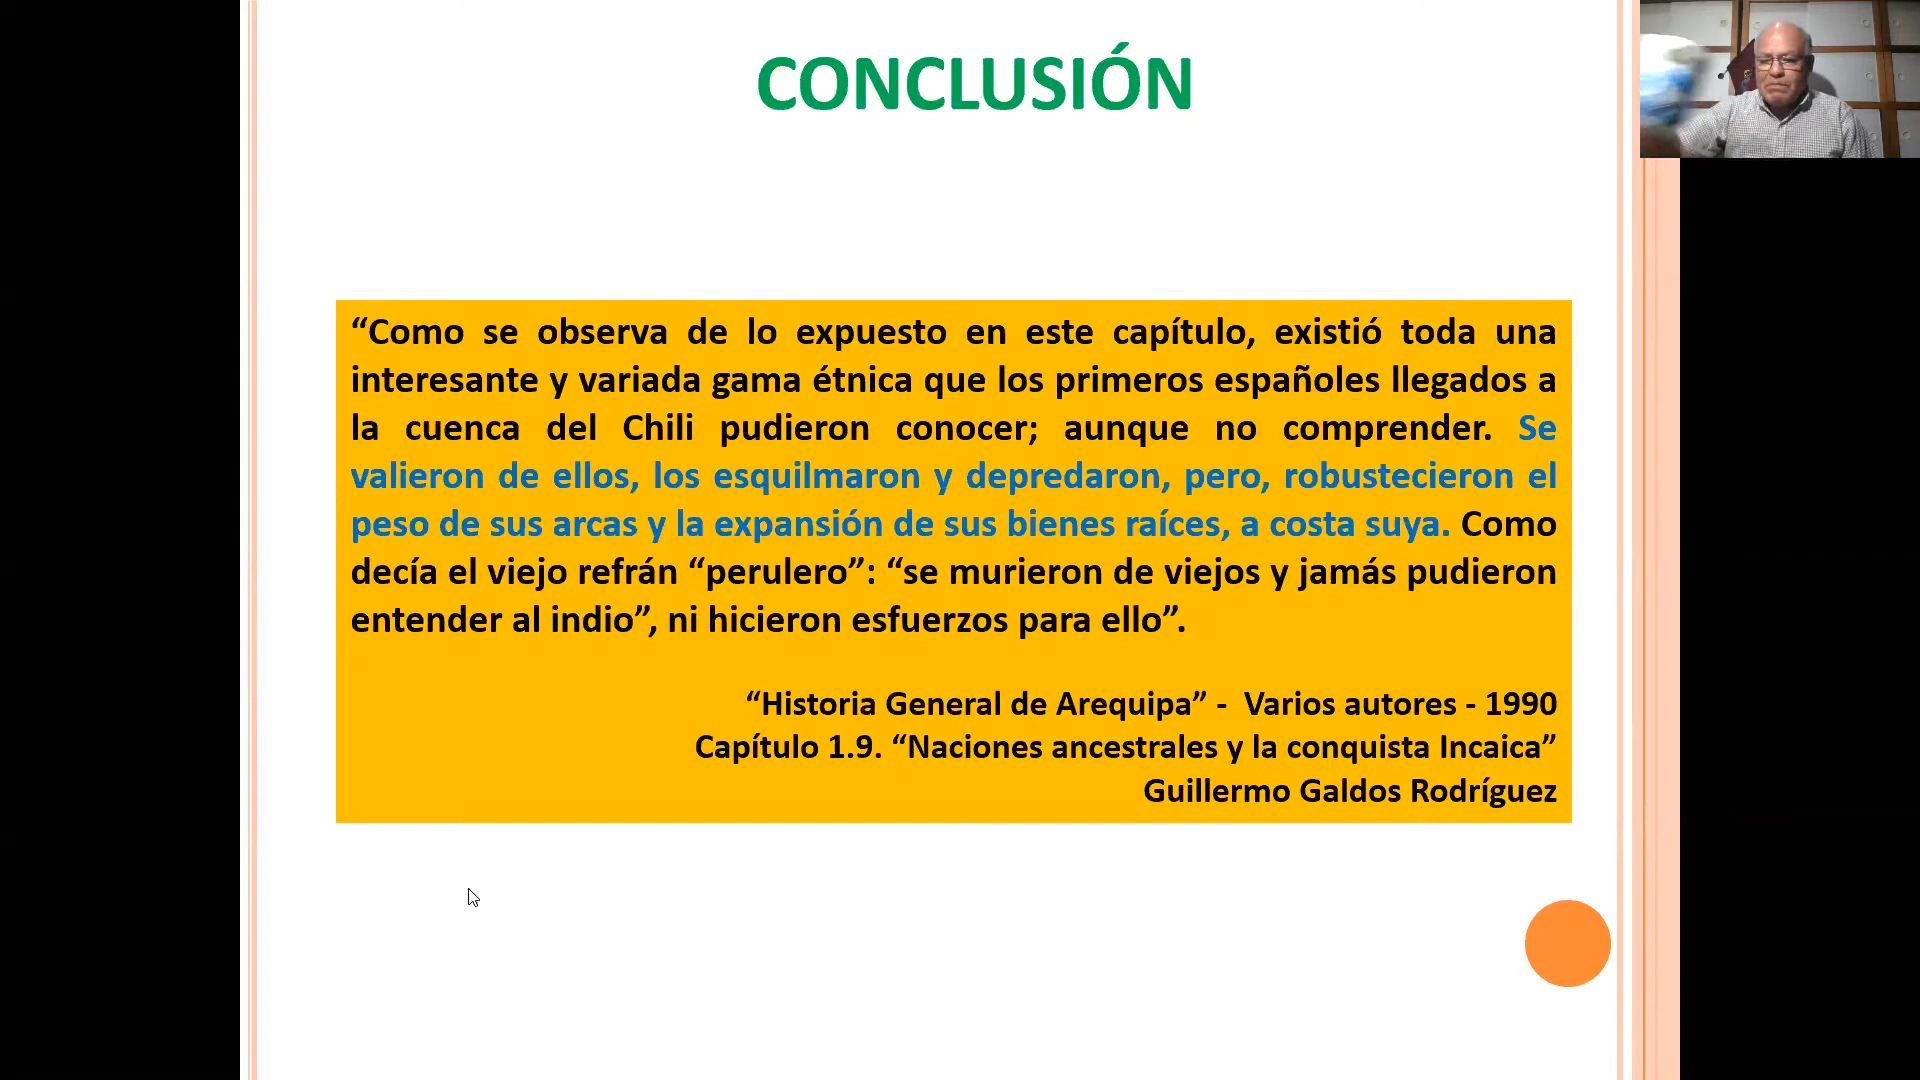 CONCLUSIÓN
“Como se observa de lo expuesto en este capítulo, existió toda una
interesante y variada gama étnica que los primeros españoles llegados a
la cuenca del Chili pudieron conocer; aunque no comprender. Se
valieron de ellos, los esquilmaron y depredaron, pero, robustecieron el
peso de sus arcas y la expansión de sus bienes raíces, a costa suya. Como
decía el viejo refrán “perulero”: “se murieron de viejos y jamás pudieron
entender al indio”, ni hicieron esfuerzos para ello”.
“Historia General de Arequipa” - Varios autores - 1990
Capítulo 1.9. “Naciones ancestrales y la conquista Incaica”
Guillermo Galdos Rodríguez